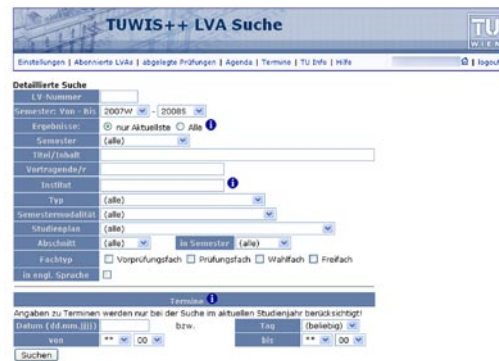 TUWIS++ LVA Suche
TU
WIEN
Einstellungen | Abonnierte LVAs | abgelegte Prüfungen | Agenda | Termine | TU Info | Hilfe
| logout
Detaillierte Suche
LV-Nummer
Semester: Von - Bis 2007W - 2008S
Ergebnisse: nur Aktuellste Alle
Semester (alle)
Titel/Inhalt
Vortragende/r
Institut
Typ (alle)
Semestermodalität (alle)
Studienplan (alle)
Abschnitt (alle) in Semester (alle)
Fachtyp Vorprüfungsfach Prüfungsfach Wahlfach Freifach
in engl. Sprache
Termine
Angaben zu Terminen werden nur bei der Suche im aktuellen Studienjahr berücksichtigt!
Datum (dd.mm.jjjj) bzw. Tag (beliebig)
von ** 00 bis ** 00
Suchen